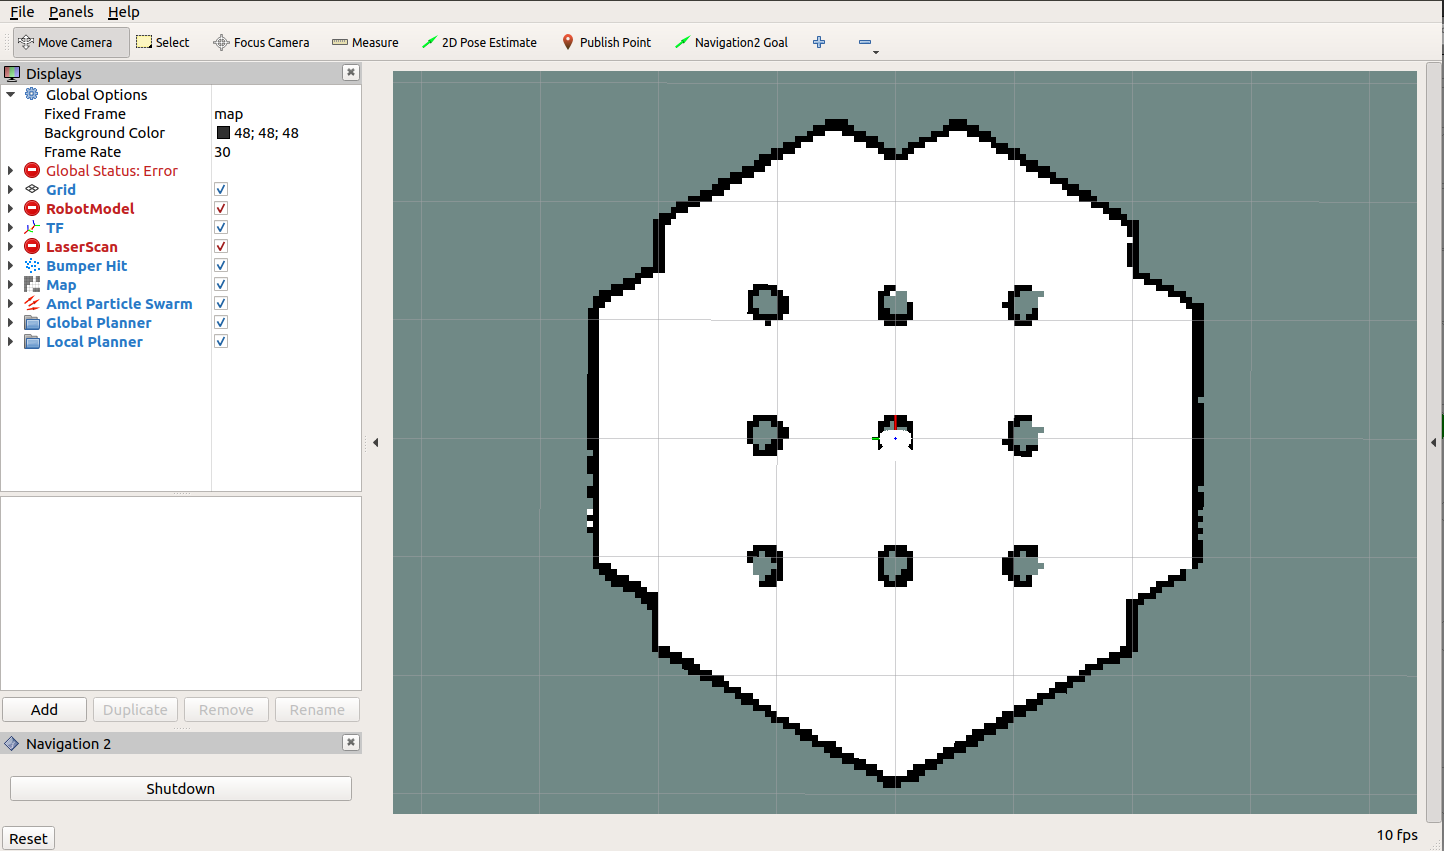 File Panels Help
Move Camera Select Focus Camera Measure 2D Pose Estimate Publish Point Navigation2 Goal
Displays
Global Options
Fixed Frame map
Background Color 48; 48; 48
Frame Rate 30
Global Status: Error
Grid
RobotModel
TF
LaserScan
Bumper Hit
Map
Amcl Particle Swarm
Global Planner
Local Planner
Add Duplicate Remove Rename
Navigation 2
Shutdown
Reset
10 fps